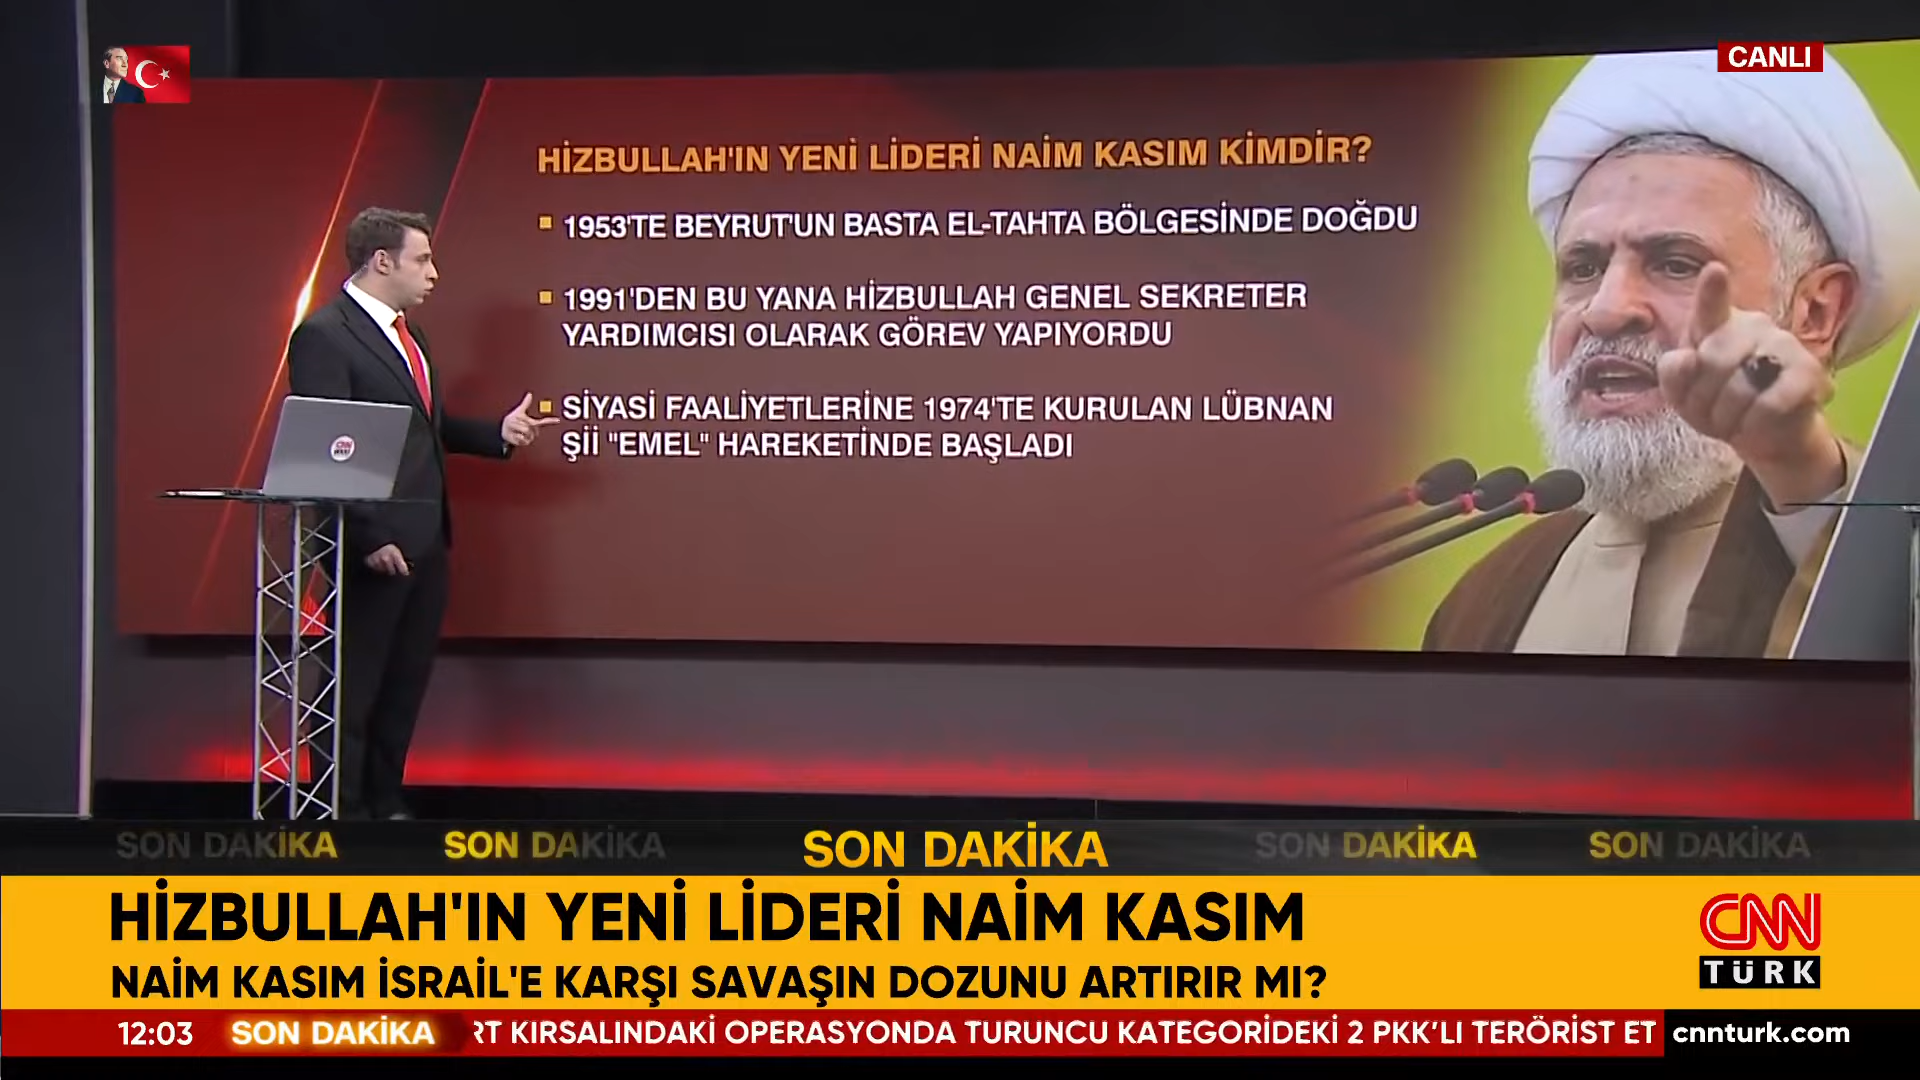 CANLI
HİZBULLAH'IN YENİ LİDERİ NAİM KASIM KİMDİR?
1953'TE BEYRUT'UN BASTA EL-TAHTA BÖLGESİNDE DOĞDU
1991'DEN BU YANA HİZBULLAH GENEL SEKRETER
YARDIMCISI OLARAK GÖREV YAPIYORDU
SİYASİ FAALİYETLERİNE 1974'TE KURULAN LÜBNAN
Şİİ "EMEL" HAREKETİNDE BAŞLADI
SON DAKİKA SON DAKİKA SON DAKİKA SON DAKİKA SON DAKİKA
HİZBULLAH'IN YENİ LİDERİ NAİM KASIM
NAİM KASIM İSRAİL'E KARŞI SAVAŞIN DOZUNU ARTIRIR MI?
CNN
TÜRK
12:03 SON DAKİKA RT KIRSALINDAKİ OPERASYONDA TURUNCU KATEGORİDEKİ 2 PKK'LI TERÖRİST ET cnnturk.com